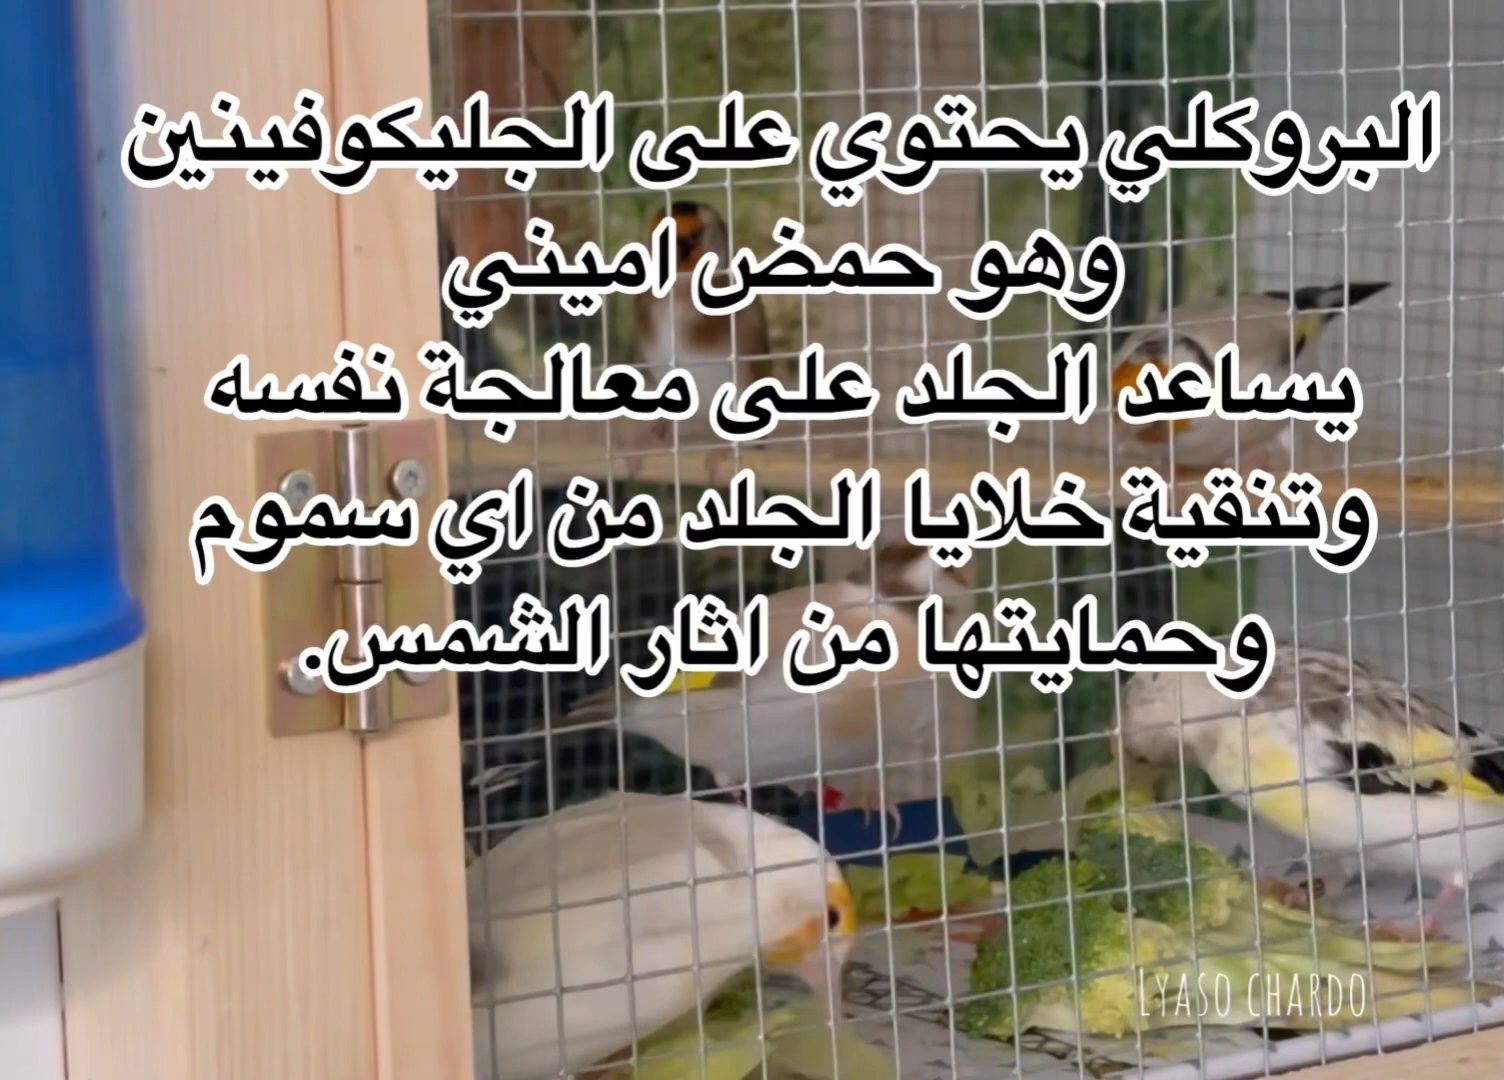 البروكلي يحتوي على الجليكوفينين
وهو حمض اميني
يساعد الجلد على معالجة نفسه
وتنقية خلايا الجلد من اي سموم
وحمايتها من اثار الشمس.
Lyaso chardo